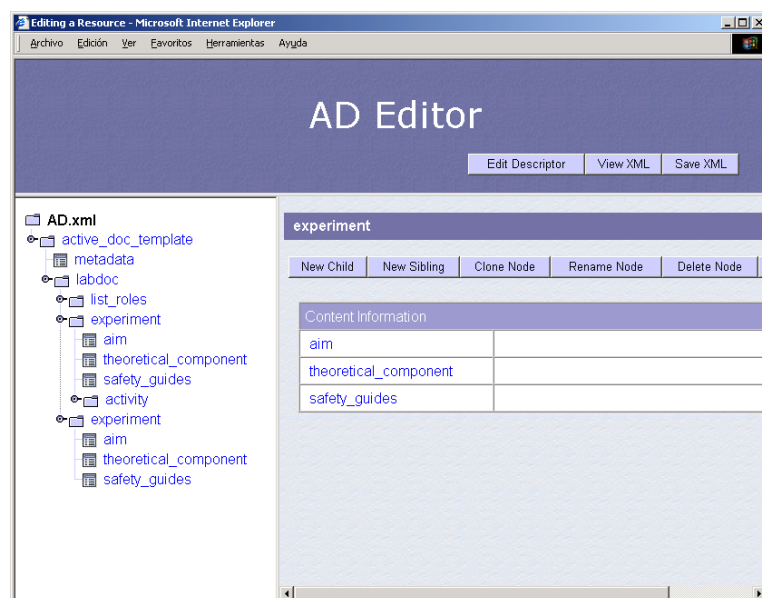 Editing a Resource - Microsoft Internet Explorer
Archivo Edición Ver Favoritos Herramientas Ayuda
AD Editor
Edit Descriptor View XML Save XML
AD.xml
active_doc_template
metadata
labdoc
list_roles
experiment
aim
theoretical_component
safety_guides
activity
experiment
aim
theoretical_component
safety_guides
experiment
New Child New Sibling Clone Node Rename Node Delete Node
Content Information
aim
theoretical_component
safety_guides